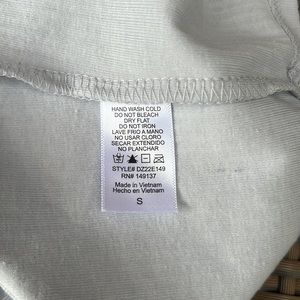 HAND WASH COLD
DO NOT BLEACH
DRY FLAT
DO NOT IRON
LAVE FRIO A MANO
NO USAR CLORO
SECAR EXTENDIDO
NO PLANCHAR
STYLE# DZ22E149
RN# 149137
Made in Vietnam
Hecho en Vietnam
S